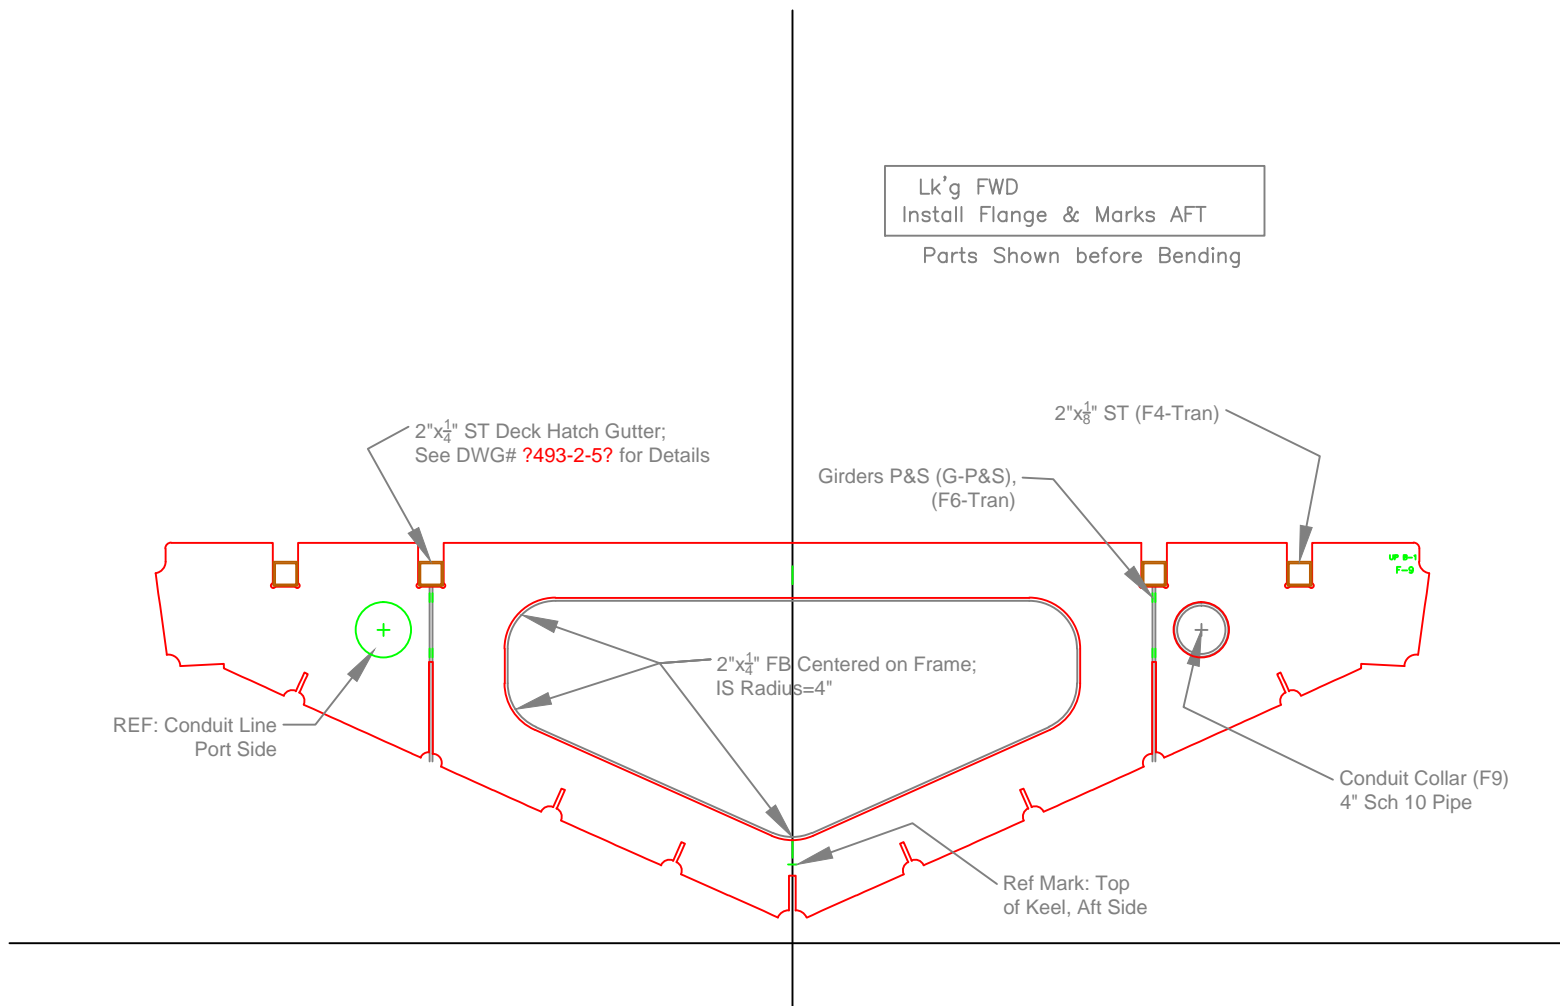 Lk'g FWD
Install Flange & Marks AFT
Parts Shown before Bending
2"x1/8" ST (F4-Tran)
2"x1/4" ST Deck Hatch Gutter;
See DWG# ?493-2-5? for Details
Girders P&S (G-P&S),
(F6-Tran)
UP B-1
F-9
2"x1/4" FB Centered on Frame;
IS Radius=4"
REF: Conduit Line
Port Side
Conduit Collar (F9)
4" Sch 10 Pipe
Ref Mark: Top
of Keel, Aft Side